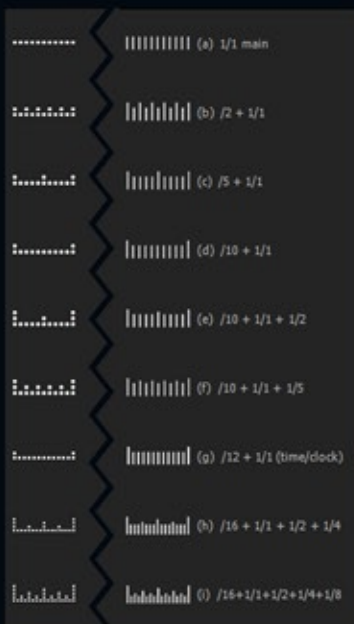 (a) 1/1 main
(b) /2 + 1/1
(c) /5 + 1/1
(d) /10 + 1/1
(e) /10 + 1/1 + 1/2
(f) /10 + 1/1 + 1/5
(g) /12 + 1/1 (time/clock)
(h) /16 + 1/1 + 1/2 + 1/4
(i) /16+1/1+1/2+1/4+1/8